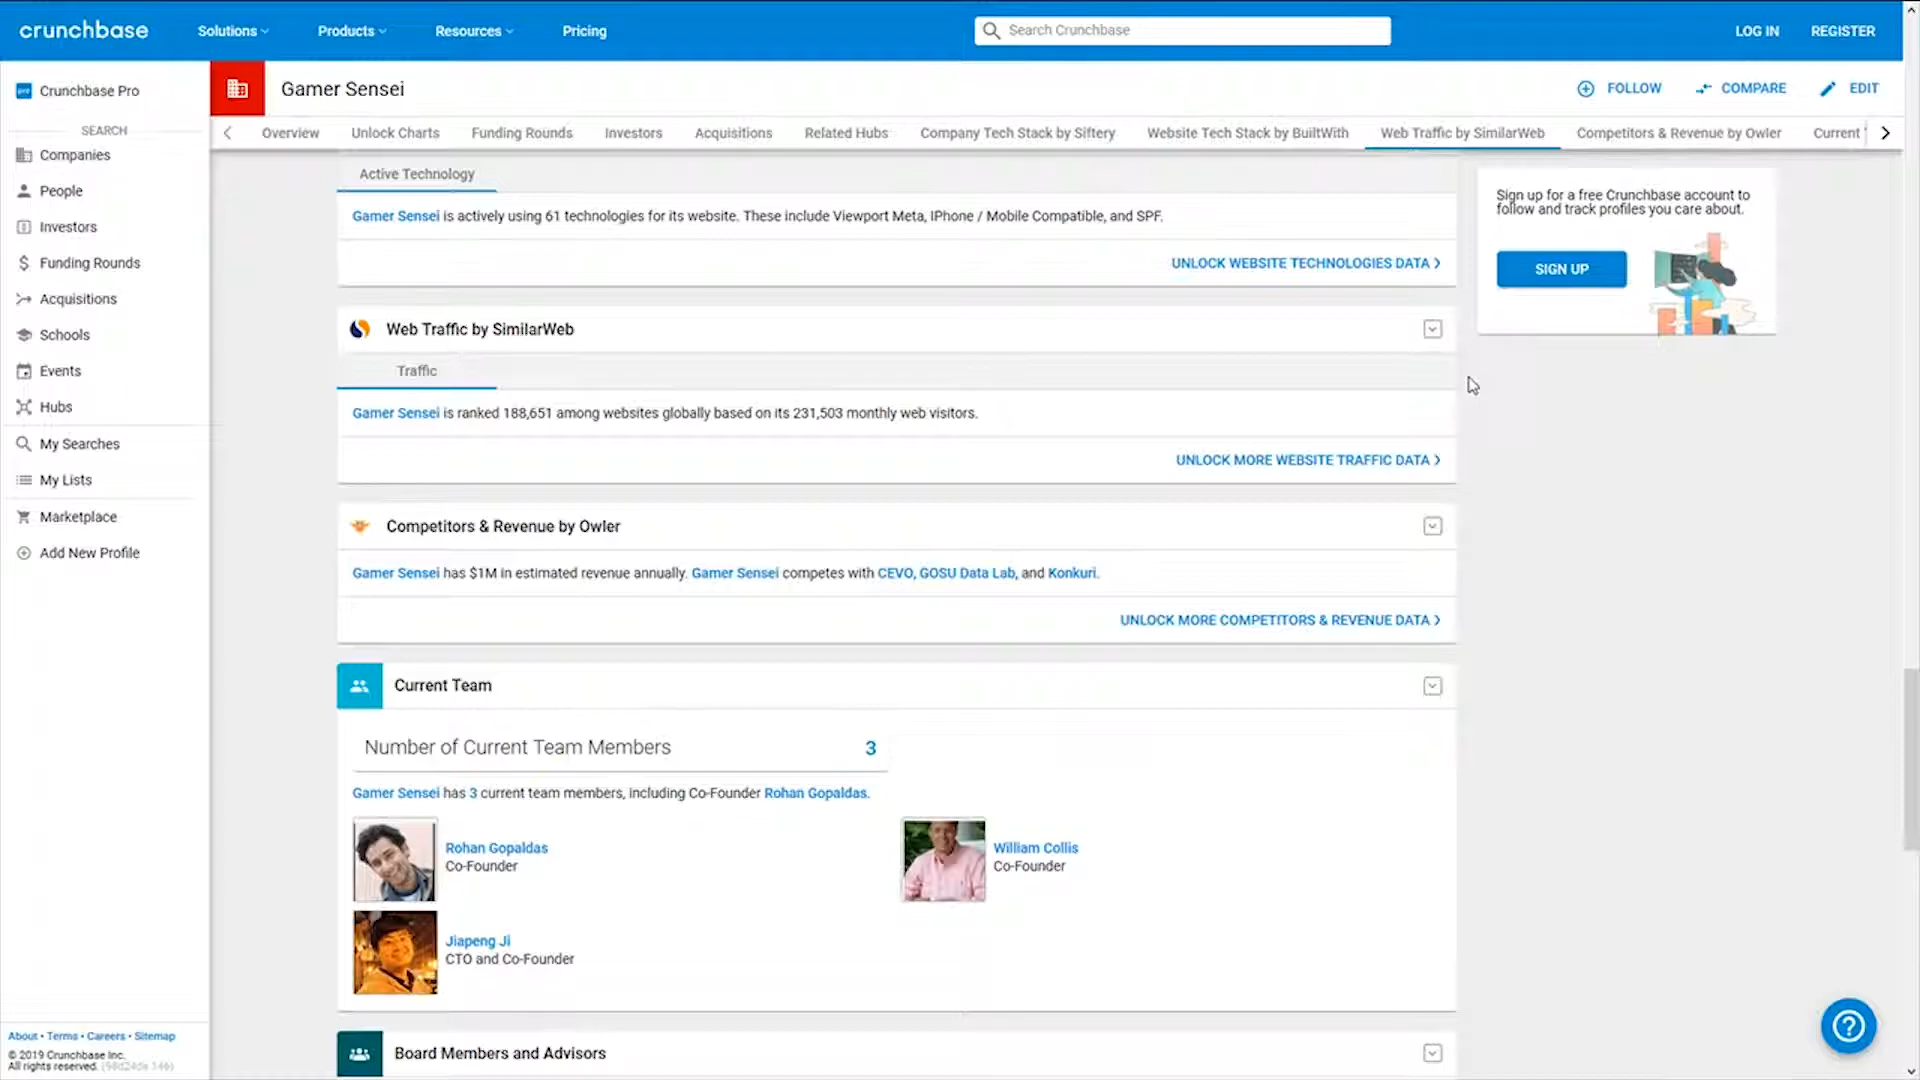 crunchbase
Solutions
Products
Resources
Pricing
Search Crunchbase
LOG IN
REGISTER
pro Crunchbase Pro
SEARCH
Companies
People
Investors
Funding Rounds
Acquisitions
Schools
Events
Hubs
My Searches
My Lists
Marketplace
Add New Profile
About • Terms • Careers • Sitemap
© 2019 Crunchbase Inc.
All rights reserved.
Gamer Sensei
FOLLOW
COMPARE
EDIT
Overview
Unlock Charts
Funding Rounds
Investors
Acquisitions
Related Hubs
Company Tech Stack by Siftery
Website Tech Stack by BuiltWith
Web Traffic by SimilarWeb
Competitors & Revenue by Owler
Current
Active Technology
Gamer Sensei is actively using 61 technologies for its website. These include Viewport Meta, IPhone / Mobile Compatible, and SPF.
UNLOCK WEBSITE TECHNOLOGIES DATA
Web Traffic by SimilarWeb
Traffic
Gamer Sensei is ranked 188,651 among websites globally based on its 231,503 monthly web visitors.
UNLOCK MORE WEBSITE TRAFFIC DATA
Competitors & Revenue by Owler
Gamer Sensei has $1M in estimated revenue annually. Gamer Sensei competes with CEVO, GOSU Data Lab, and Konkuri.
UNLOCK MORE COMPETITORS & REVENUE DATA
Current Team
Number of Current Team Members 3
Gamer Sensei has 3 current team members, including Co-Founder Rohan Gopaldas.
Rohan Gopaldas
Co-Founder
William Collis
Co-Founder
Jiapeng Ji
CTO and Co-Founder
Board Members and Advisors
Sign up for a free Crunchbase account to
follow and track profiles you care about.
SIGN UP